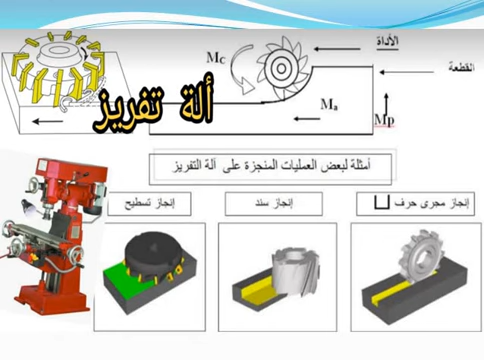 الأداة
Mc
القطعة
Ma
Mp
ألة تفريز
أمثلة لبعض العمليات المنجزة على ألة التفريز
إنجاز مجرى حرف
إنجاز سند
إنجاز تسطيح